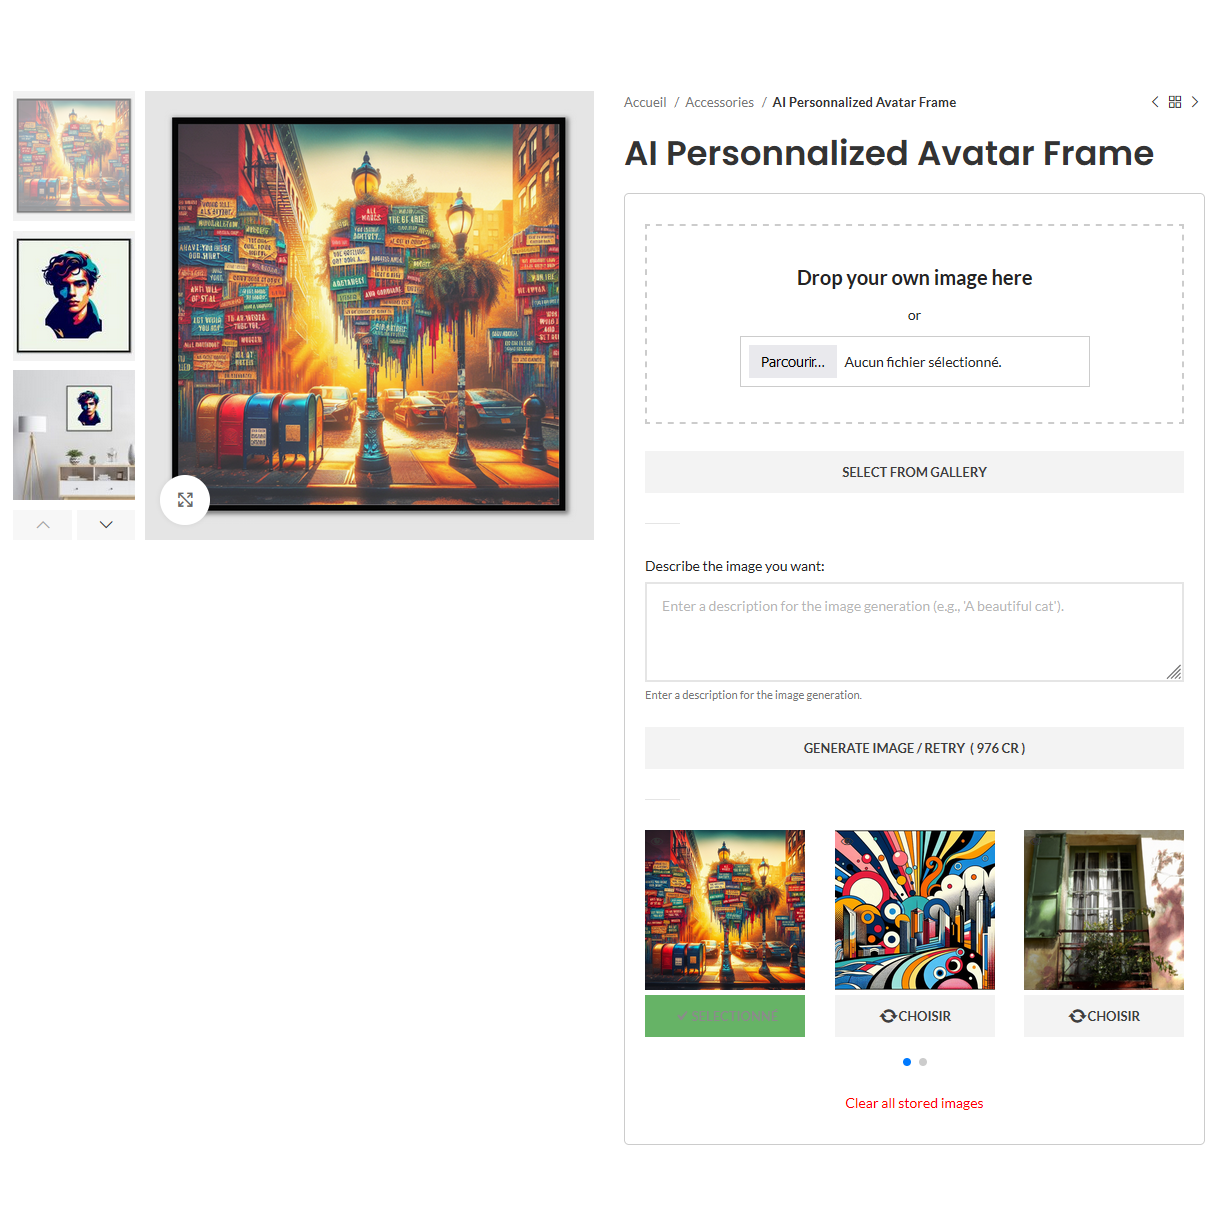 Accueil / Accessories / AI Personnalized Avatar Frame
AI Personnalized Avatar Frame
Drop your own image here
or
Parcourir... Aucun fichier sélectionné.
SELECT FROM GALLERY
Describe the image you want:
Enter a description for the image generation (e.g., 'A beautiful cat').
Enter a description for the image generation.
GENERATE IMAGE / RETRY ( 976 CR )
SELECTIONNÉ
CHOISIR
CHOISIR
Clear all stored images